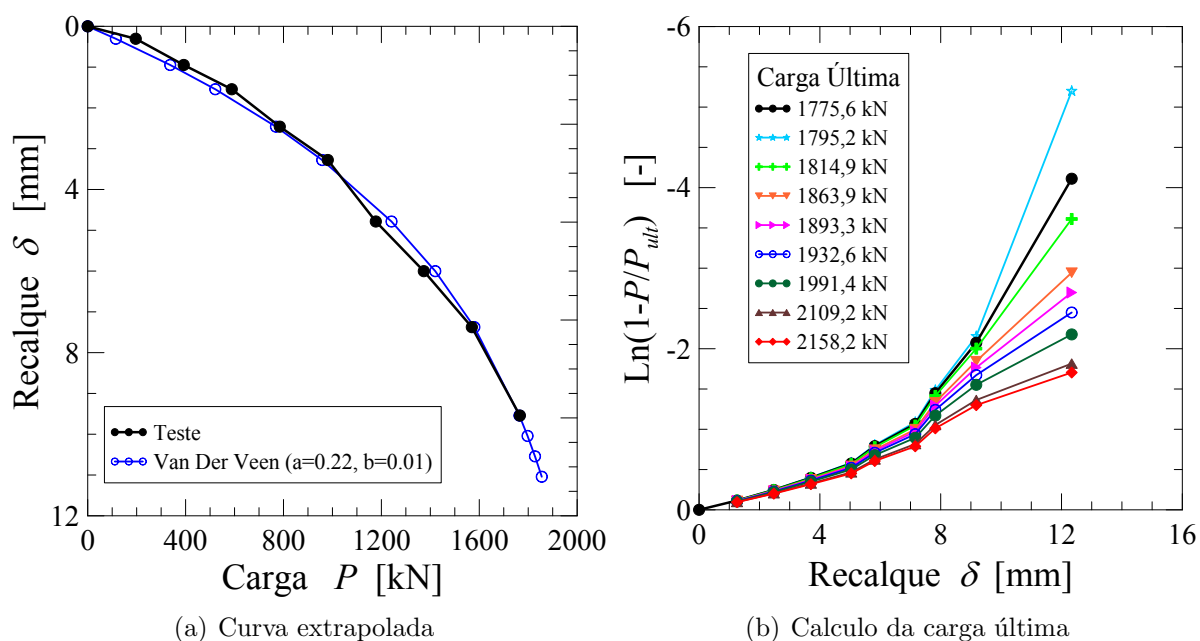 0
4
8
12
Recalque δ [mm]
0 400 800 1200 1600 2000
Carga P [kN]
Teste
Van Der Veen (a=0.22, b=0.01)
(a) Curva extrapolada
-6
-4
-2
0
Ln(1-P/Pult) [-]
Carga Última
1775,6 kN
1795,2 kN
1814,9 kN
1863,9 kN
1893,3 kN
1932,6 kN
1991,4 kN
2109,2 kN
2158,2 kN
0 4 8 12 16
Recalque δ [mm]
(b) Calculo da carga última